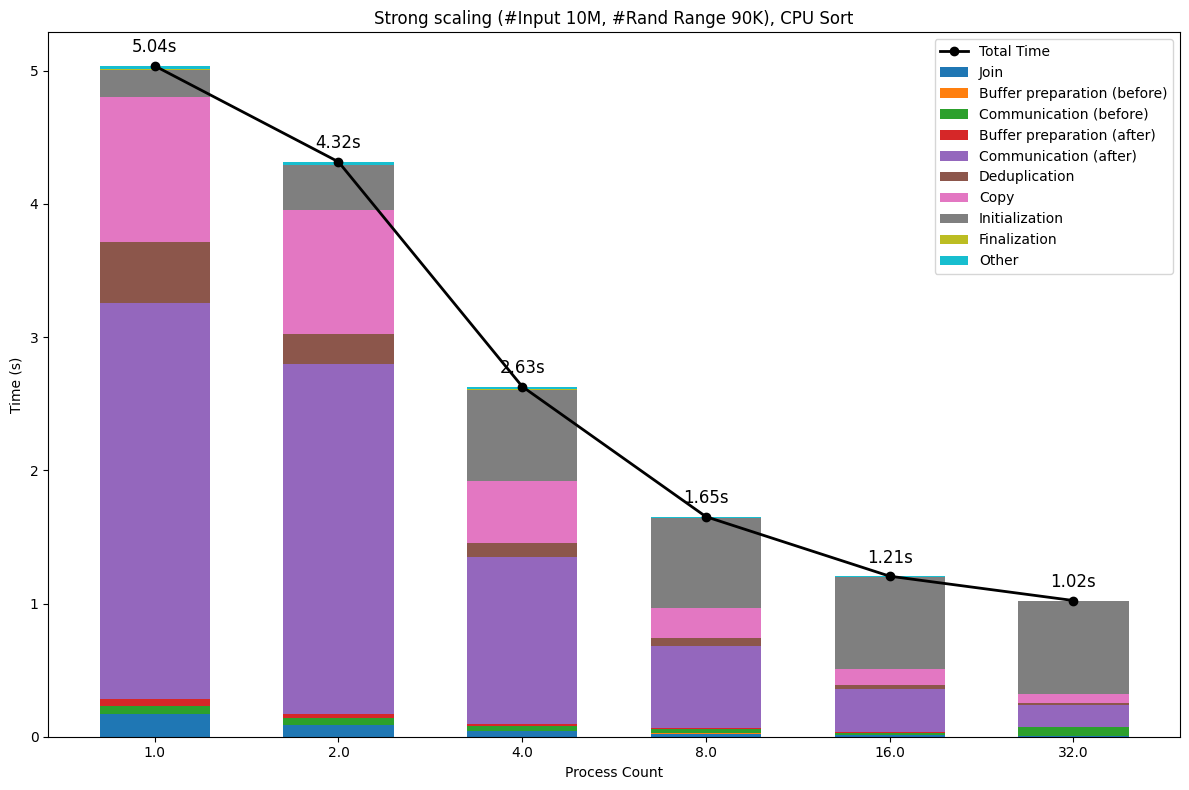 Strong scaling (#Input 10M, #Rand Range 90K), CPU Sort
Total Time
Join
Buffer preparation (before)
Communication (before)
Buffer preparation (after)
Communication (after)
Deduplication
Copy
Initialization
Finalization
Other
5.04s
4.32s
2.63s
1.65s
1.21s
1.02s
Time (s)
5
4
3
2
1
0
1.0 2.0 4.0 8.0 16.0 32.0
Process Count